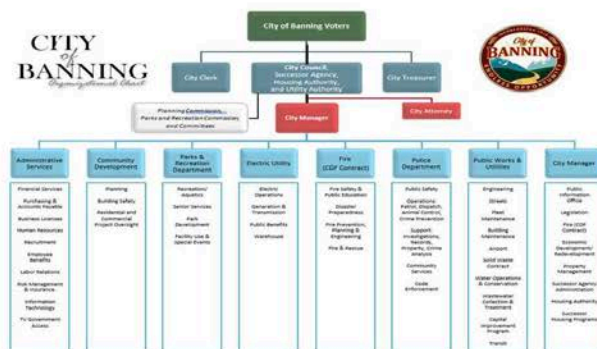 City of Banning Voters
CITY
of
BANNING
Organizational Chart
City of
BANNING
City Clerk
City Council,
Successor Agency,
Housing Authority,
and Utility Authority
City Treasurer
Planning Commission,
Parks and Recreation Commission,
and Committees
City Manager
City Attorney
Administrative
Services
Financial Services
Purchasing &
Accounts Payable
Business Licenses
Human Resources
Recruitment
Employee
Benefits
Labor Relations
Risk Management
& Insurance
Information
Technology
TV Government
Access
Community
Development
Planning
Building Safety
Residential and
Commercial
Project Oversight
Parks &
Recreation
Department
Recreation/
Aquatics
Senior Services
Park
Development
Facility Use &
Special Events
Electric Utility
Electric
Operations
Generation &
Transmission
Public Benefits
Warehouse
Fire
(CDF Contract)
Fire Safety &
Public Education
Disaster
Preparedness
Fire Prevention,
Planning &
Engineering
Fire & Rescue
Police
Department
Public Safety
Operations:
Patrol, Dispatch,
Animal Control,
Crime Prevention
Support:
Investigations,
Records,
Property, Crime
Analysis
Community
Services
Code
Enforcement
Public Works &
Utilities
Engineering
Streets
Fleet
Maintenance
Building
Maintenance
Airport
Solid Waste
Contract
Water Operations
& Conservation
Wastewater
Collection &
Treatment
Capital
Improvement
Program
Transit
City Manager
Public
Information
Office
Legislation
Fire (CDF
Contract)
Economic
Development/
Redevelopment
Property
Management
Successor Agency
Administration
Housing Authority
Successor
Housing Programs